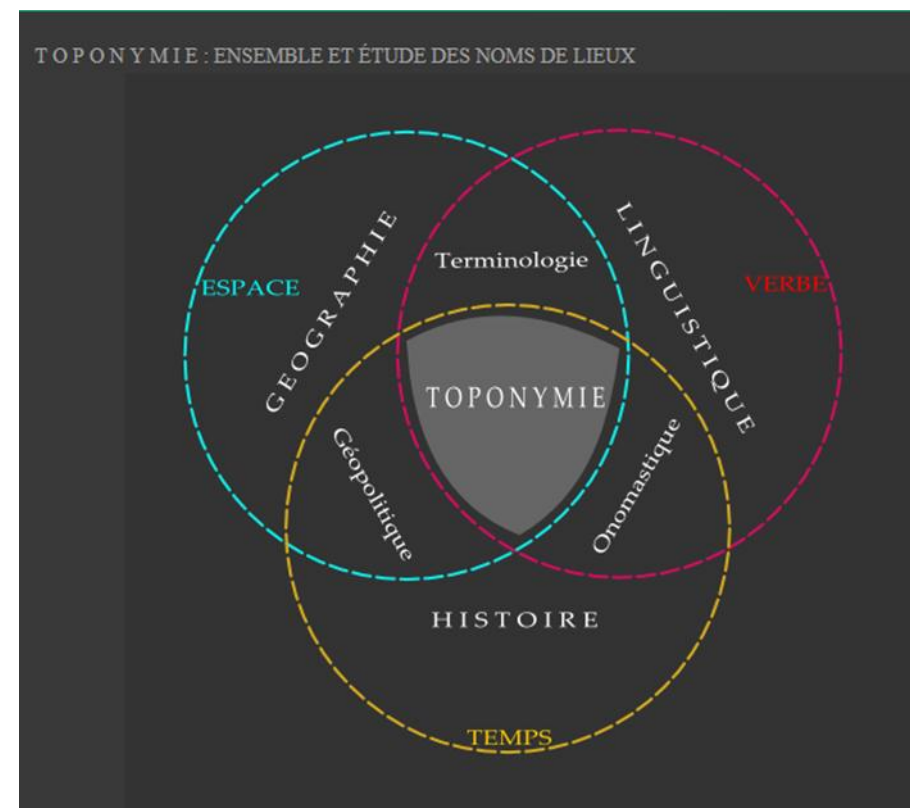 TOPONYMIE : ENSEMBLE ET ÉTUDE DES NOMS DE LIEUX
GEOGRAPHIE
LINGUISTIQUE
Terminologie
ESPACE
VERBE
TOPONYMIE
Géopolitique
Onomastique
HISTOIRE
TEMPS